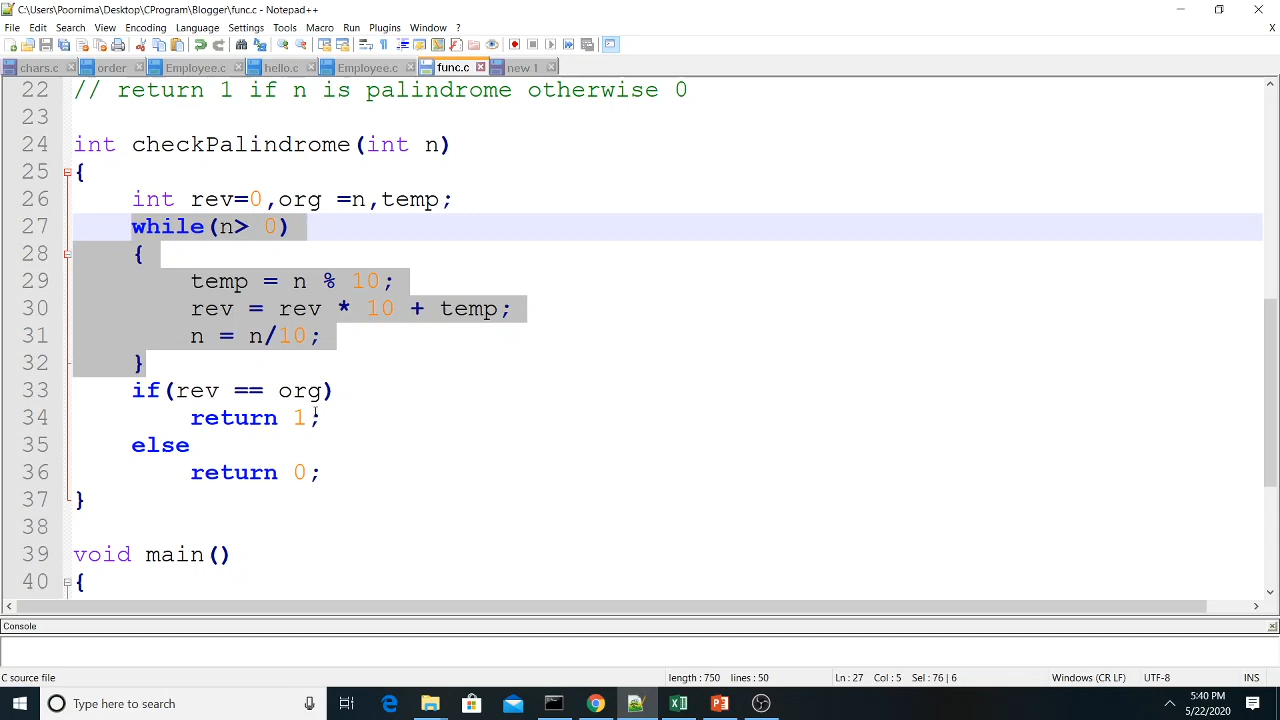 C:\Users\Poornima\Desktop\CProgram\Blogger\func.c - Notepad++
File Edit Search View Encoding Language Settings Tools Macro Run Plugins Window ?
X
chars.c order Employee.c hello.c Employee.c func.c new 1
22 // return 1 if n is palindrome otherwise 0
23
24 int checkPalindrome(int n)
25 {
26 int rev=0,org =n,temp;
27 while(n> 0)
28 {
29 temp = n % 10;
30 rev = rev * 10 + temp;
31 n = n/10;
32 }
33 if(rev == org)
34 return 1;
35 else
36 return 0;
37 }
38
39 void main()
40 {
Console
C source file length : 750 lines : 50 Ln : 27 Col : 5 Sel : 76 | 6 Windows (CR LF) UTF-8 INS
Type here to search
5:40 PM
5/22/2020